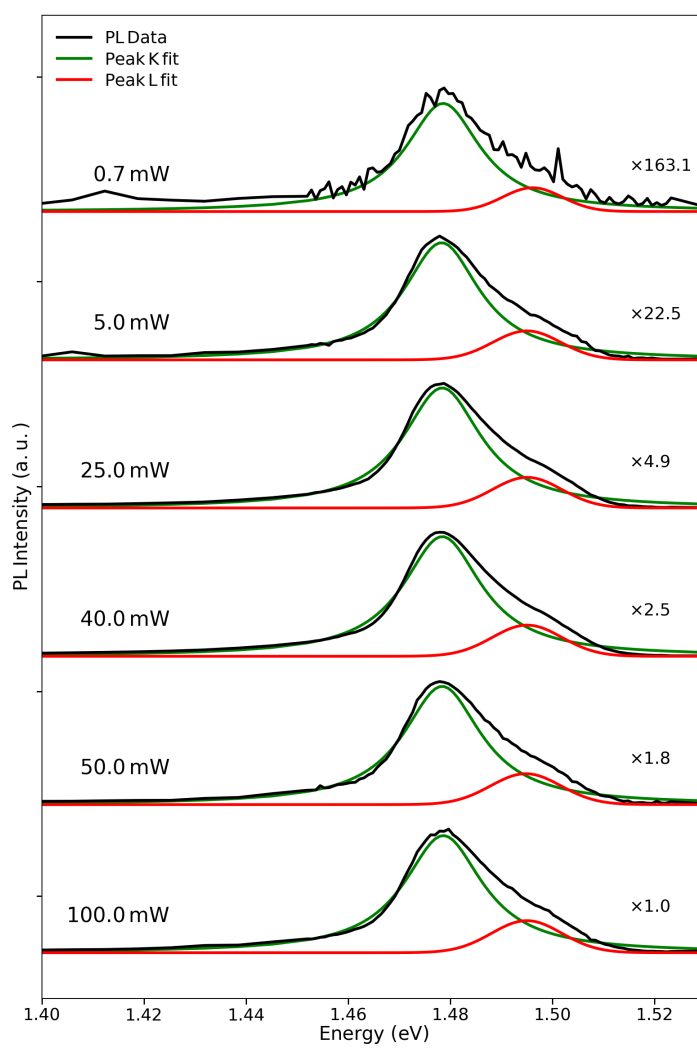 PL Data
Peak K fit
Peak L fit
0.7 mW
×163.1
5.0 mW
×22.5
25.0 mW
×4.9
PL Intensity (a. u. )
40.0 mW
×2.5
50.0 mW
×1.8
100.0 mW
×1.0
1.40 1.42 1.44 1.46 1.48 1.50 1.52
Energy (eV)